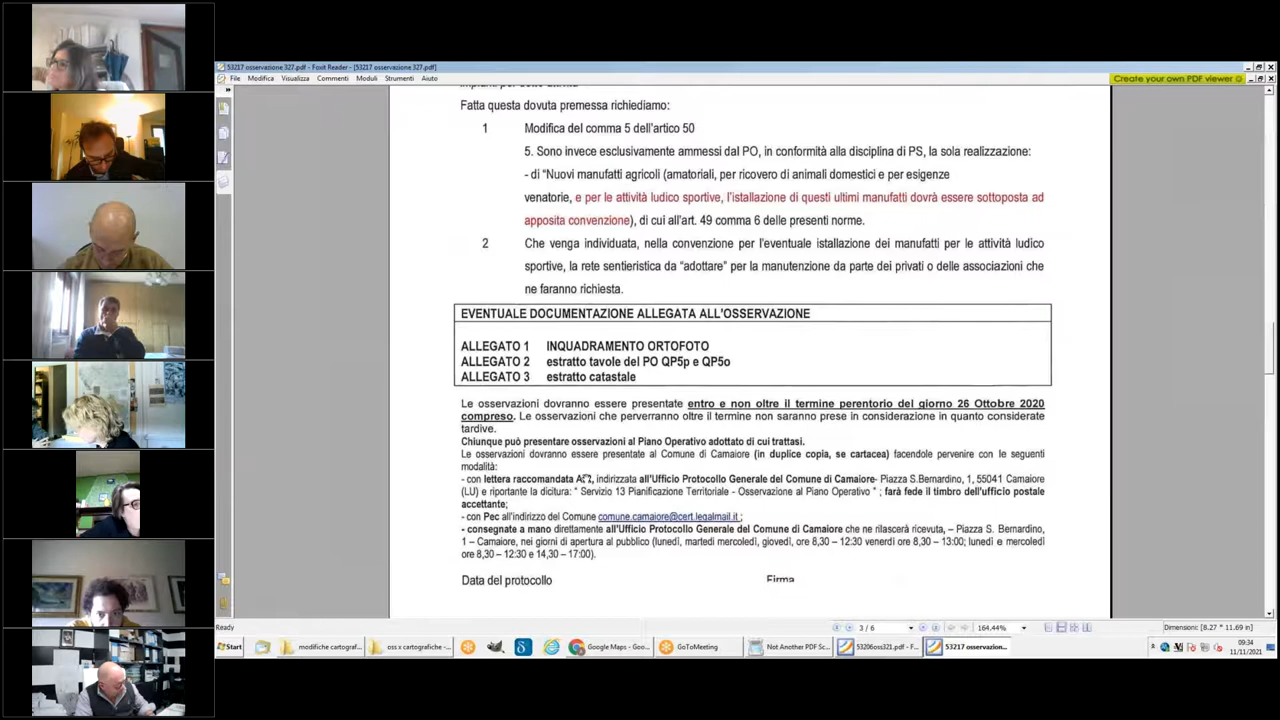 53217 osservazione 327.pdf - Foxit Reader - [53217 osservazione 327.pdf]
File Modifica Visualizza Commenti Moduli Strumenti Aiuto
Create your own PDF viewer
Fatta questa dovuta premessa richiediamo:
1 Modifica del comma 5 dell'artico 50
5. Sono invece esclusivamente ammessi dal PO, in conformità alla disciplina di PS, la sola realizzazione:
- di "Nuovi manufatti agricoli (amatoriali, per ricovero di animali domestici e per esigenze
venatorie, e per le attività ludico sportive, l'istallazione di questi ultimi manufatti dovrà essere sottoposta ad
apposita convenzione), di cui all'art. 49 comma 6 delle presenti norme.
2 Che venga individuata, nella convenzione per l'eventuale istallazione dei manufatti per le attività ludico
sportive, la rete sentieristica da "adottare" per la manutenzione da parte dei privati o delle associazioni che
ne faranno richiesta.
EVENTUALE DOCUMENTAZIONE ALLEGATA ALL'OSSERVAZIONE
ALLEGATO 1 INQUADRAMENTO ORTOFOTO
ALLEGATO 2 estratto tavole del PO QP5p e QP5o
ALLEGATO 3 estratto catastale
Le osservazioni dovranno essere presentate entro e non oltre il termine perentorio del giorno 26 Ottobre 2020
compreso. Le osservazioni che perverranno oltre il termine non saranno prese in considerazione in quanto considerate
tardive.
Chiunque può presentare osservazioni al Piano Operativo adottato di cui trattasi.
Le osservazioni dovranno essere presentate al Comune di Camaiore (in duplice copia, se cartacea) facendole pervenire con le seguenti
modalità:
- con lettera raccomandata indirizzata all'Ufficio Protocollo Generale del Comune di Camaiore- Piazza S.Bernardino, 1, 55041 Camaiore
(LU) e riportante la dicitura: " Servizio 13 Pianificazione Territoriale - Osservazione al Piano Operativo " ; farà fede il timbro dell'ufficio postale
accettante;
- con Pec all'indirizzo del Comune comune.camaiore@cert.legalmail.it ;
- consegnate a mano direttamente all'Ufficio Protocollo Generale del Comune di Camaiore che ne rilascerà ricevuta, – Piazza S. Bernardino,
1 – Camaiore, nei giorni di apertura al pubblico (lunedì, martedì mercoledì, giovedì, ore 8,30 – 12:30 venerdì ore 8,30 – 13:00; lunedì e mercoledì
ore 8,30 – 12:30 e 14,30 – 17:00).
Data del protocollo Firma
Ready 3 / 6 164.44% Dimensioni: [8.27 * 11.69 in]
Start modifiche cartograf... oss x cartografiche -... Google Maps - Goo... GoToMeeting Not Another PDF Sc... 53206oss321.pdf - F... 53217 osservazion... 09:34
11/11/2021